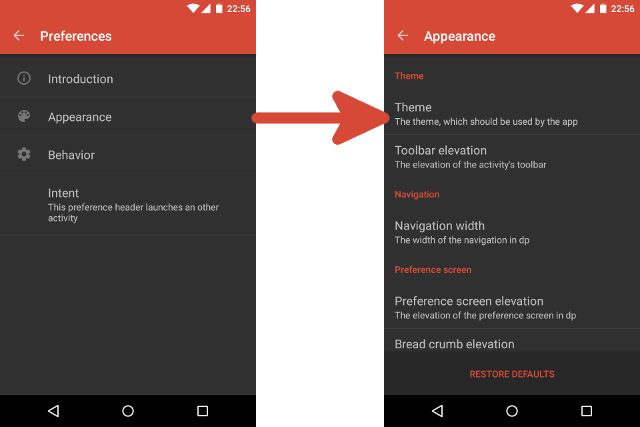 22:56
Preferences
Introduction
Appearance
Behavior
Intent
This preference header launches an other
activity
22:56
Appearance
Theme
Theme
The theme, which should be used by the app
Toolbar elevation
The elevation of the activity's toolbar
Navigation
Navigation width
The width of the navigation in dp
Preference screen
Preference screen elevation
The elevation of the preference screen in dp
Bread crumb elevation
RESTORE DEFAULTS